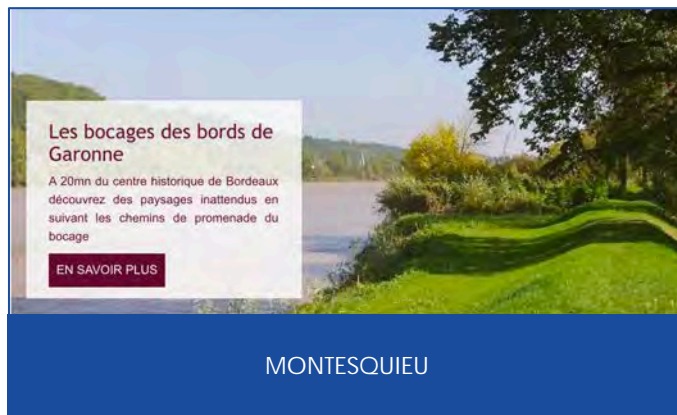 Les bocages des bords de
Garonne
A 20mn du centre historique de Bordeaux
découvrez des paysages inattendus en
suivant les chemins de promenade du
bocage
EN SAVOIR PLUS
MONTESQUIEU